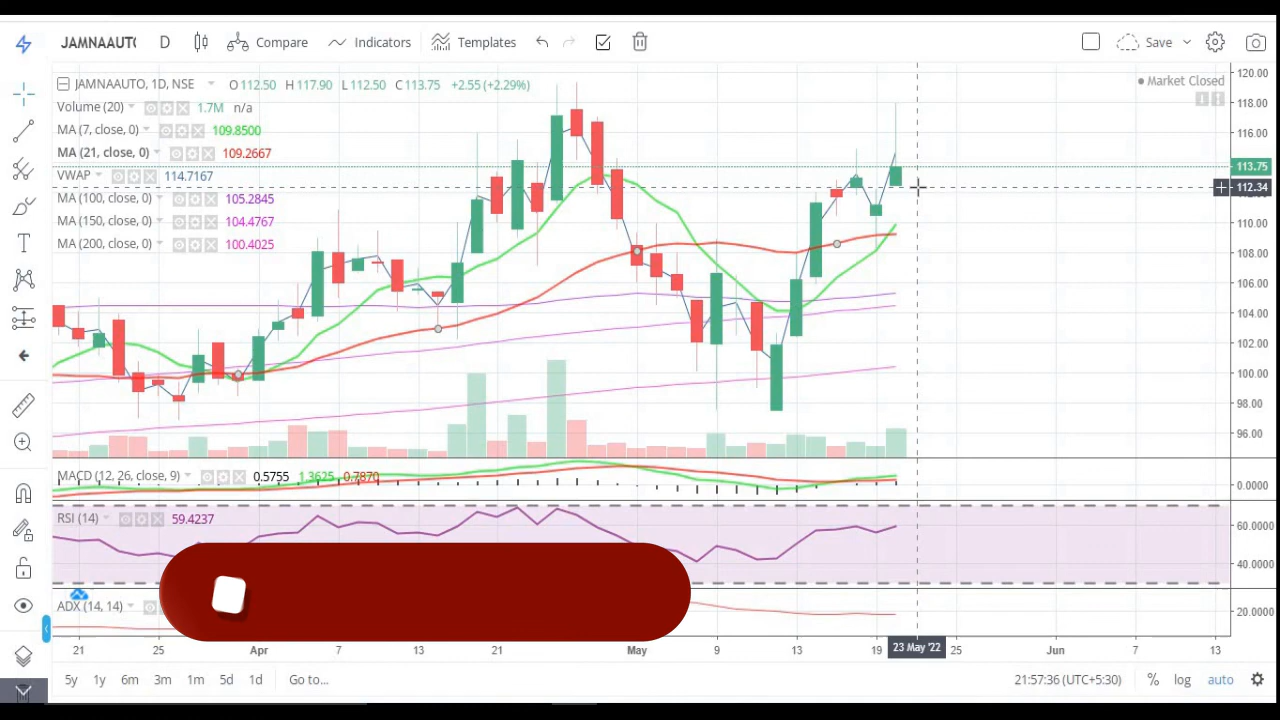 JAMNAAUTO D Compare Indicators Templates Save
JAMNAAUTO, 1D, NSE O 112.50 H 117.90 L 112.50 C 113.75 +2.55 (+2.29%)
Market Closed
Volume (20) 1.7M n/a
MA (7, close, 0) 109.8500
MA (21, close, 0) 109.2667
VWAP 114.7167
MA (100, close, 0) 105.2845
MA (150, close, 0) 104.4767
MA (200, close, 0) 100.4025
120.00
118.00
116.00
113.75
112.34
110.00
108.00
106.00
104.00
102.00
100.00
98.00
96.00
MACD (12, 26, close, 9) 0.5755 1.3625 0.7870
0.0000
RSI (14) 59.4237
60.0000
40.0000
ADX (14, 14)
20.0000
21 25 Apr 7 13 21 May 9 13 19 23 May '22 25 Jun 7 13
5y 1y 6m 3m 1m 5d 1d Go to... 21:57:36 (UTC+5:30) % log auto